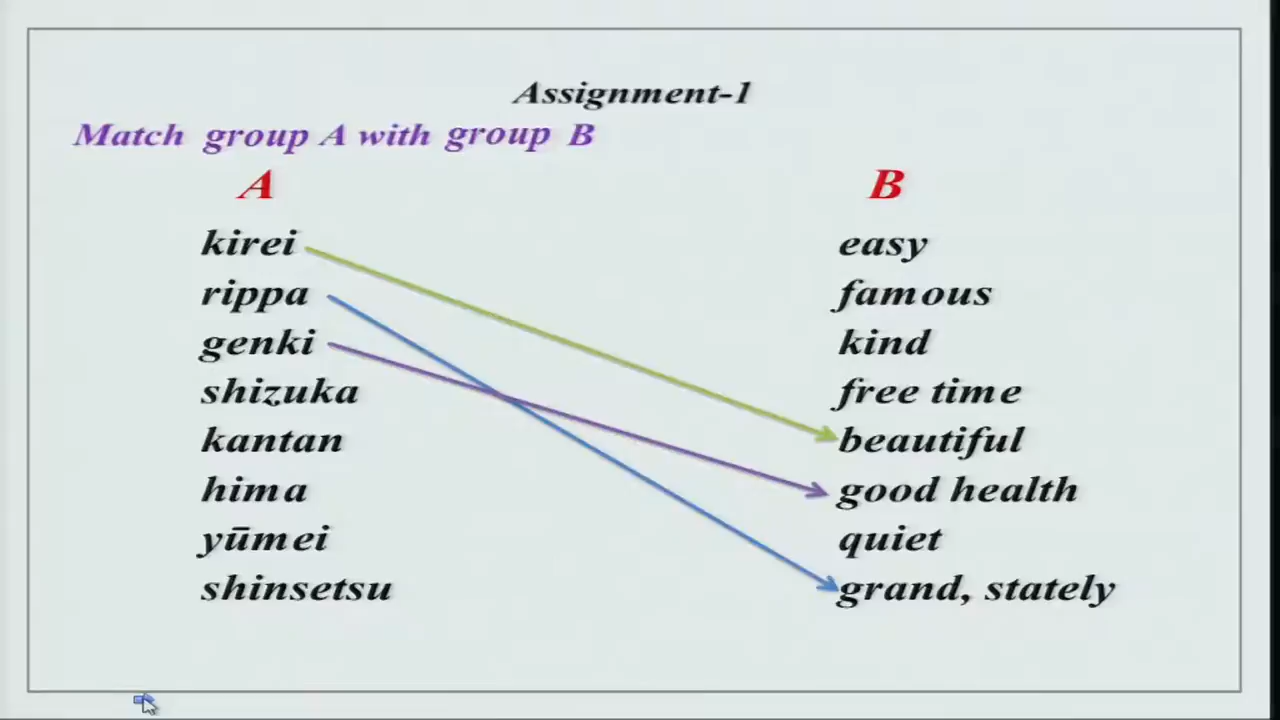 Assignment-1
Match group A with group B
A B
kirei easy
rippa famous
genki kind
shizuka free time
kantan beautiful
hima good health
yūmei quiet
shinsetsu grand, stately